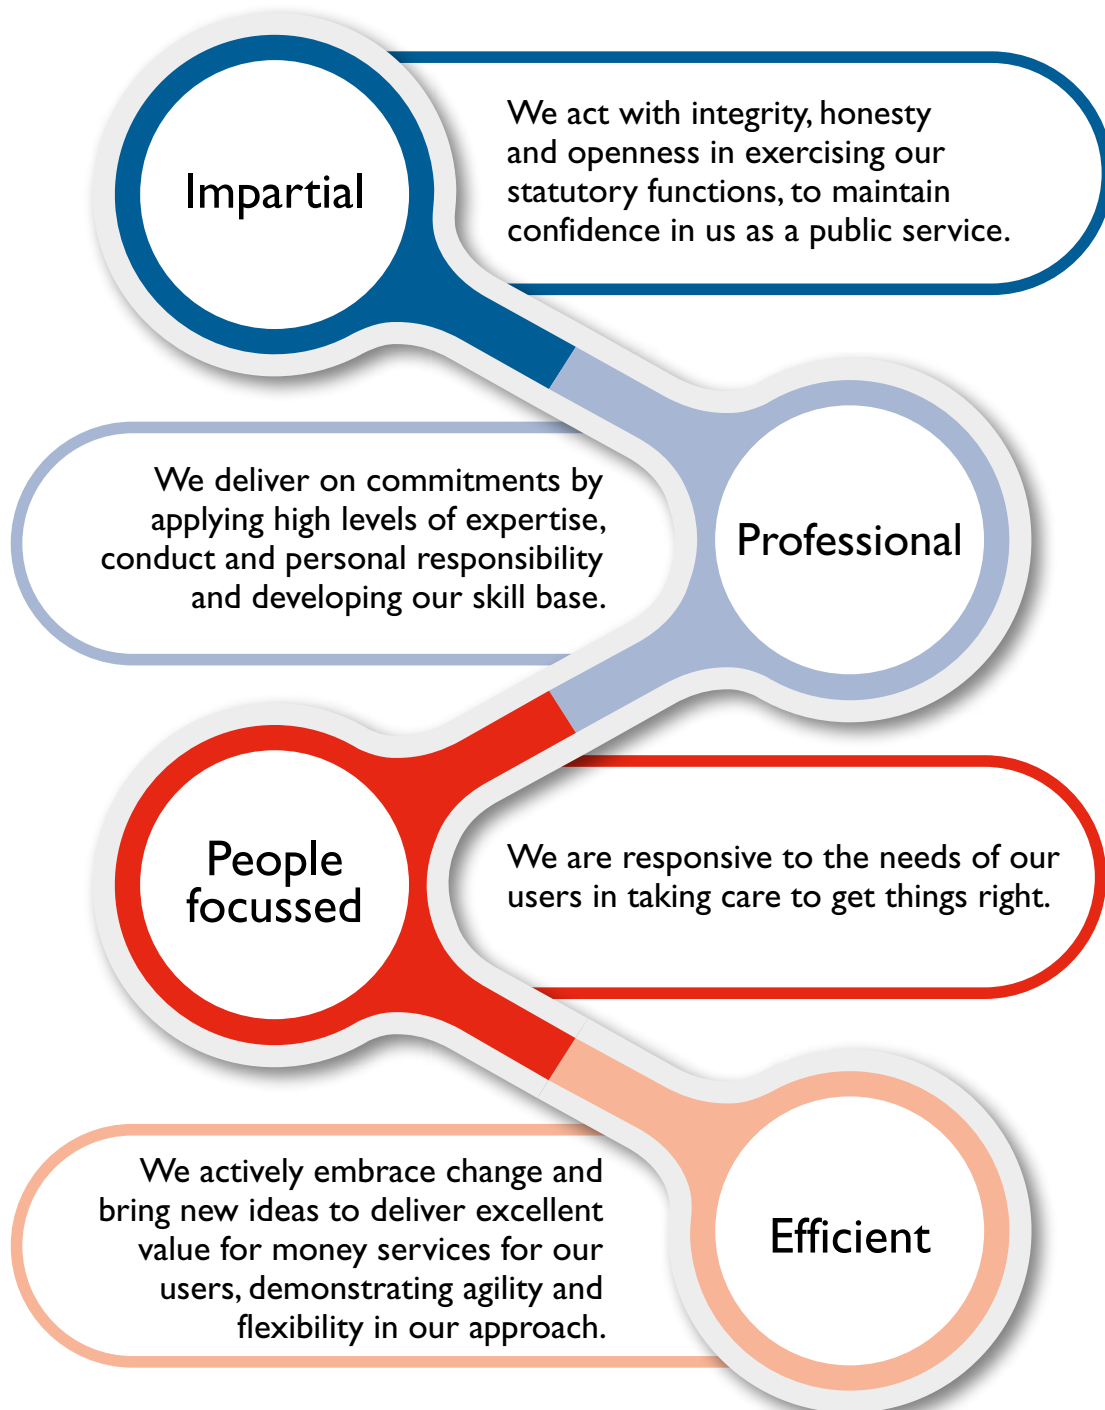 Impartial
We act with integrity, honesty
and openness in exercising our
statutory functions, to maintain
confidence in us as a public service.
Professional
We deliver on commitments by
applying high levels of expertise,
conduct and personal responsibility
and developing our skill base.
People
focussed
We are responsive to the needs of our
users in taking care to get things right.
Efficient
We actively embrace change and
bring new ideas to deliver excellent
value for money services for our
users, demonstrating agility and
flexibility in our approach.